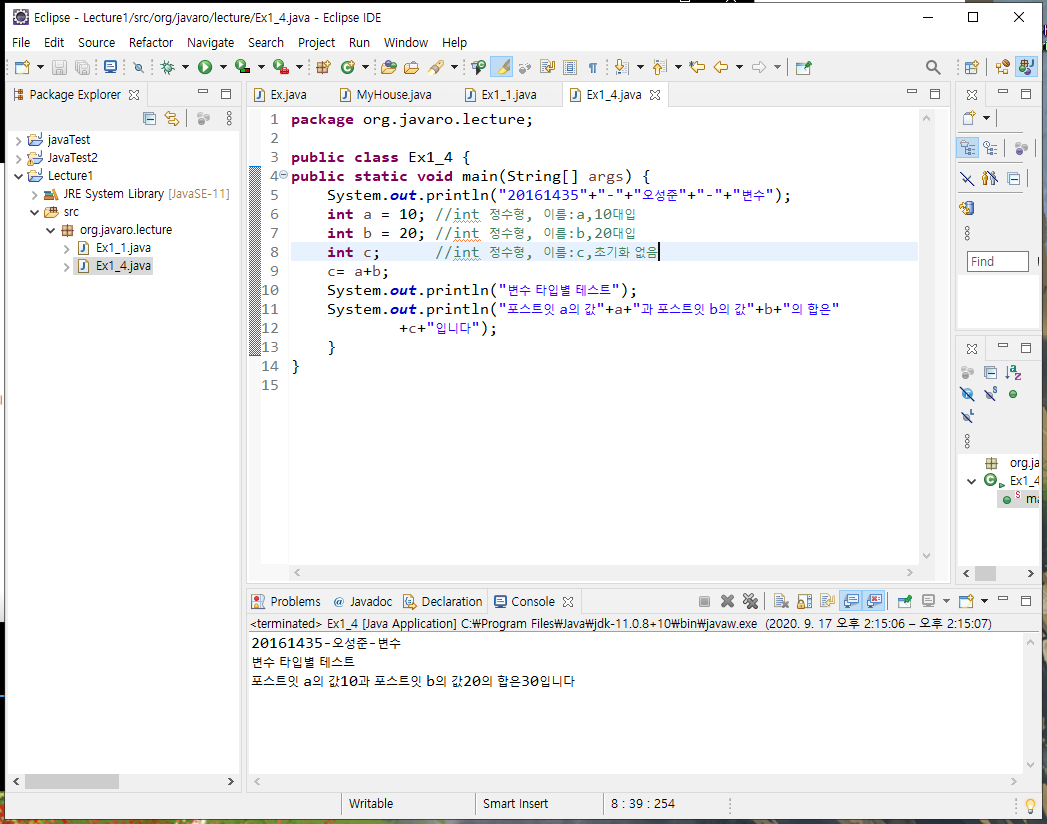 Eclipse - Lecture1/src/org/javaro/lecture/Ex1_4.java - Eclipse IDE
File Edit Source Refactor Navigate Search Project Run Window Help
Package Explorer
javaTest
JavaTest2
Lecture1
JRE System Library [JavaSE-11]
src
org.javaro.lecture
Ex1_1.java
Ex1_4.java
Ex.java MyHouse.java Ex1_1.java Ex1_4.java
1 package org.javaro.lecture;
2
3 public class Ex1_4 {
4 public static void main(String[] args) {
5 System.out.println("20161435"+"-"+"오성준"+"-"+"변수");
6 int a = 10; //int 정수형, 이름:a,10대입
7 int b = 20; //int 정수형, 이름:b,20대입
8 int c; //int 정수형, 이름:c,초기화 없음
9 c= a+b;
10 System.out.println("변수 타입별 테스트");
11 System.out.println("포스트잇 a의 값"+a+"과 포스트잇 b의 값"+b+"의 합은"
12 +c+"입니다");
13 }
14 }
15
Find
org.ja
Ex1_4
ma
Problems @ Javadoc Declaration Console
<terminated> Ex1_4 [Java Application] C:₩Program Files₩Java₩jdk-11.0.8+10₩bin₩javaw.exe (2020. 9. 17 오후 2:15:06 – 오후 2:15:07)
20161435-오성준-변수
변수 타입별 테스트
포스트잇 a의 값10과 포스트잇 b의 값20의 합은30입니다
Writable Smart Insert 8 : 39 : 254